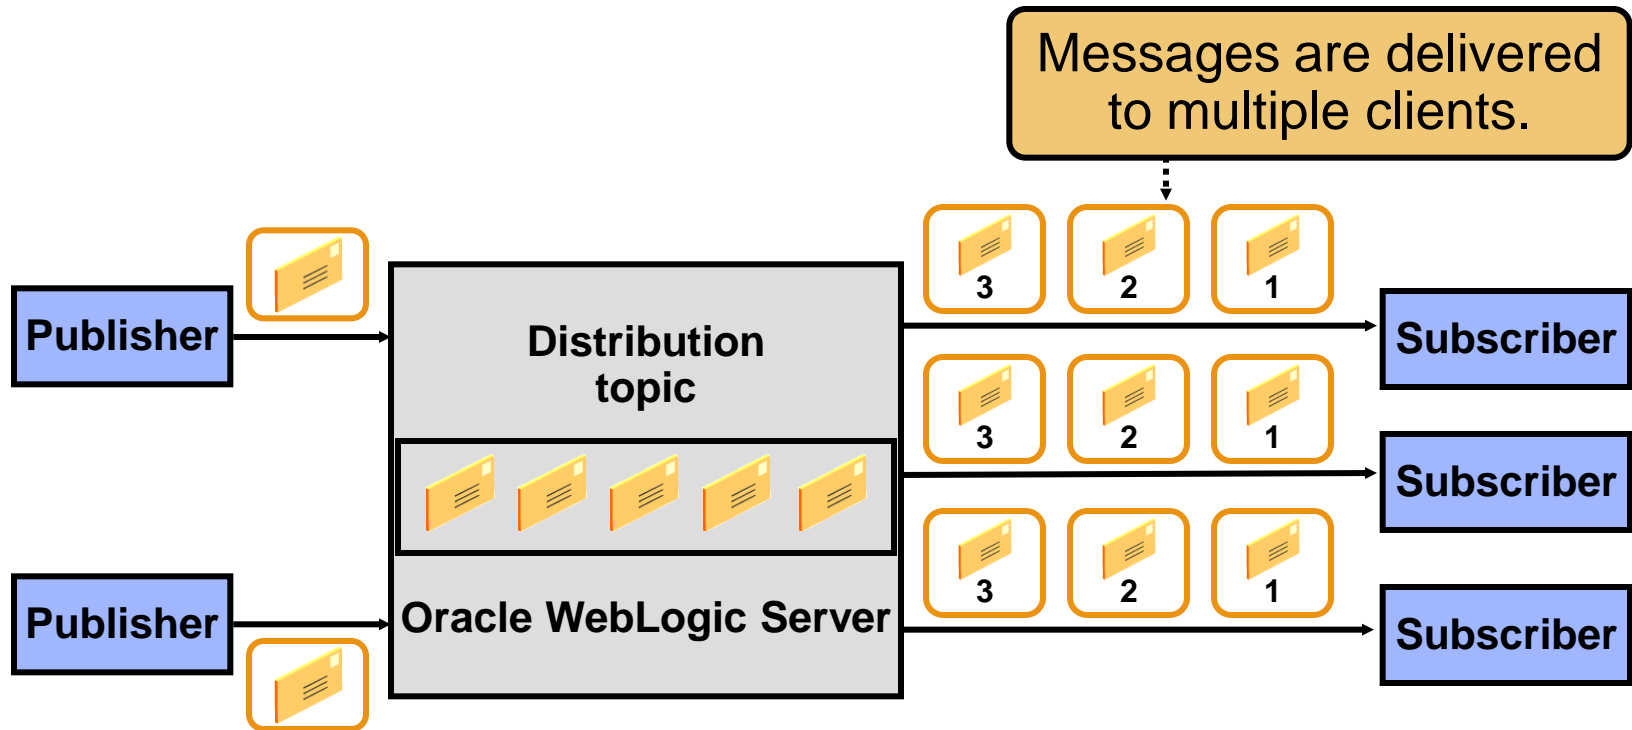 Messages are delivered
to multiple clients.
3
2
1
Publisher
Distribution
topic
Subscriber
3
2
1
Subscriber
3
2
1
Publisher
Oracle WebLogic Server
Subscriber